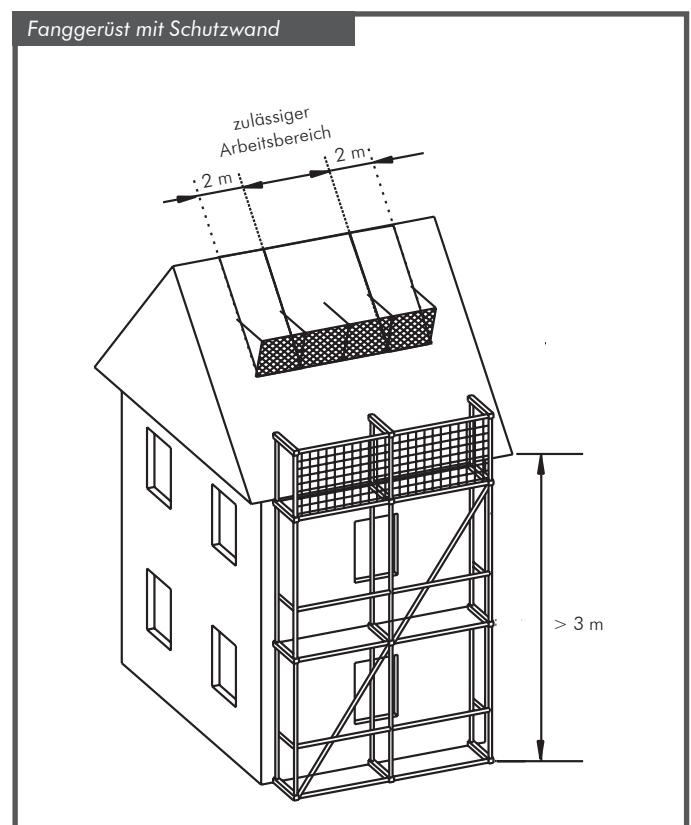 Fanggerüst mit Schutzwand
zulässiger
Arbeitsbereich
2 m
2 m
> 3 m